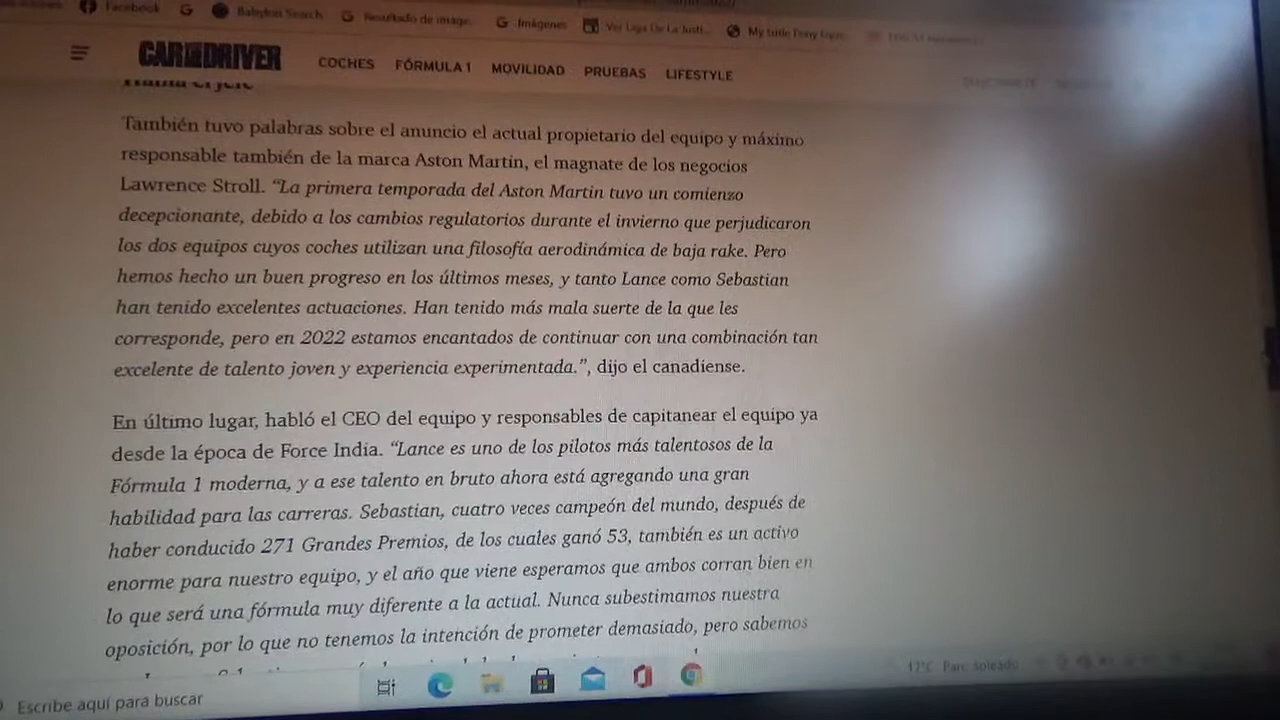 Facebook
G
Babylon Search
G Resultado de image...
G Imágenes
Ver Liga De La Justi...
My Little Pony
CAR AND DRIVER
COCHES FÓRMULA 1 MOVILIDAD PRUEBAS LIFESTYLE
También tuvo palabras sobre el anuncio el actual propietario del equipo y máximo
responsable también de la marca Aston Martin, el magnate de los negocios
Lawrence Stroll. “La primera temporada del Aston Martin tuvo un comienzo
decepcionante, debido a los cambios regulatorios durante el invierno que perjudicaron
los dos equipos cuyos coches utilizan una filosofía aerodinámica de baja rake. Pero
hemos hecho un buen progreso en los últimos meses, y tanto Lance como Sebastian
han tenido excelentes actuaciones. Han tenido más mala suerte de la que les
corresponde, pero en 2022 estamos encantados de continuar con una combinación tan
excelente de talento joven y experiencia experimentada.”, dijo el canadiense.
En último lugar, habló el CEO del equipo y responsables de capitanear el equipo ya
desde la época de Force India. “Lance es uno de los pilotos más talentosos de la
Fórmula 1 moderna, y a ese talento en bruto ahora está agregando una gran
habilidad para las carreras. Sebastian, cuatro veces campeón del mundo, después de
haber conducido 271 Grandes Premios, de los cuales ganó 53, también es un activo
enorme para nuestro equipo, y el año que viene esperamos que ambos corran bien en
lo que será una fórmula muy diferente a la actual. Nunca subestimamos nuestra
oposición, por lo que no tenemos la intención de prometer demasiado, pero sabemos
Escribe aquí para buscar
17°C Parc. soleado